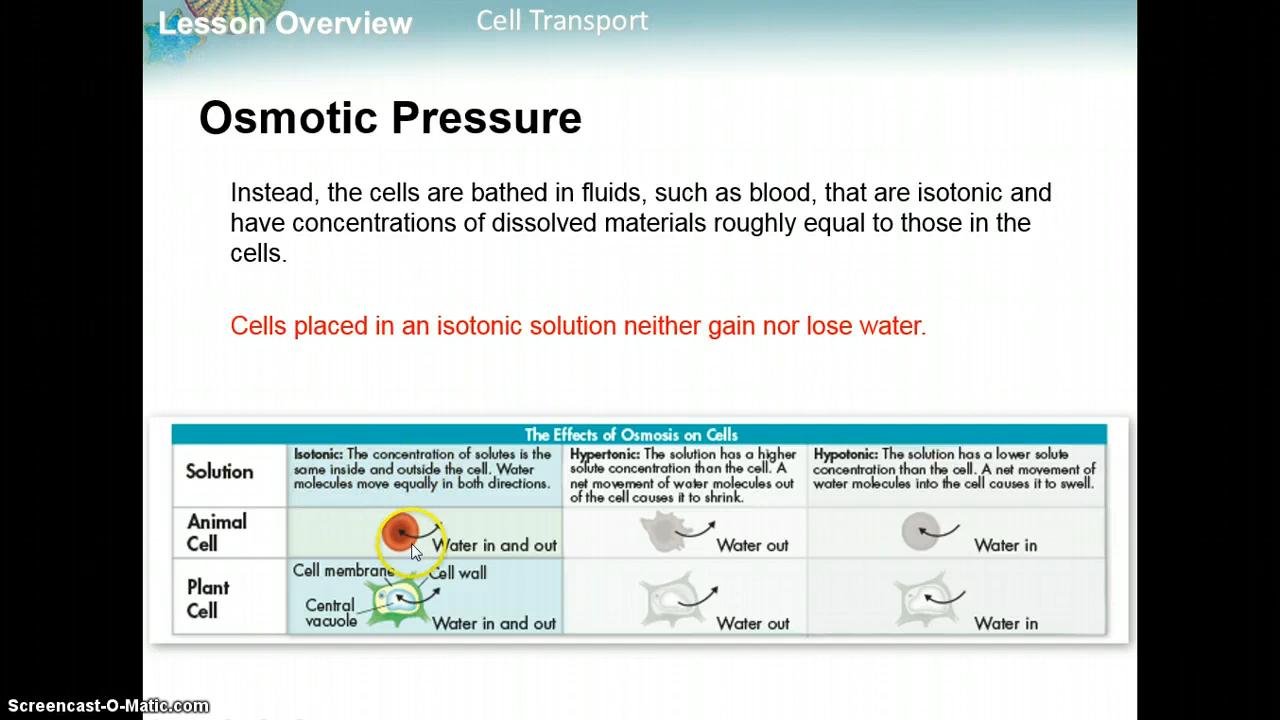 Lesson Overview Cell Transport
Osmotic Pressure
Instead, the cells are bathed in fluids, such as blood, that are isotonic and
have concentrations of dissolved materials roughly equal to those in the
cells.
Cells placed in an isotonic solution neither gain nor lose water.
The Effects of Osmosis on Cells
Solution
Isotonic: The concentration of solutes is the
same inside and outside the cell. Water
molecules move equally in both directions.
Hypertonic: The solution has a higher
solute concentration than the cell. A
net movement of water molecules out
of the cell causes it to shrink.
Hypotonic: The solution has a lower solute
concentration than the cell. A net movement of
water molecules into the cell causes it to swell.
Animal
Cell
Water in and out
Water out
Water in
Plant
Cell
Cell membrane
Cell wall
Central
vacuole
Water in and out
Water out
Water in
Screencast-O-Matic.com